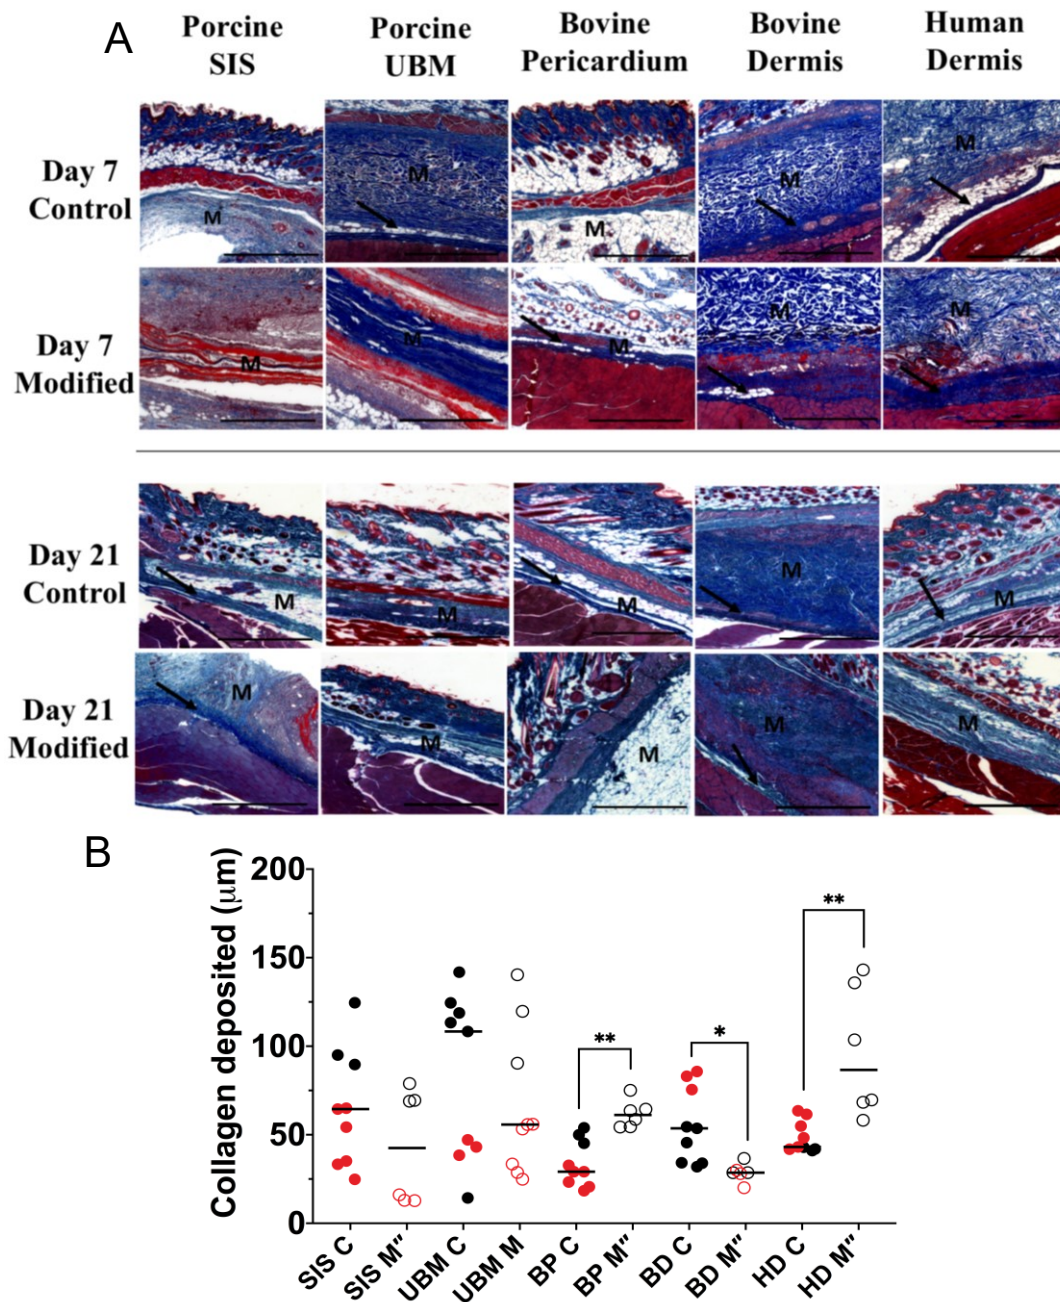 A
Porcine SIS
Porcine UBM
Bovine Pericardium
Bovine Dermis
Human Dermis
Day 7 Control
M
M
M
M
M
Day 7 Modified
M
M
M
M
M
Day 21 Control
M
M
M
M
Day 21 Modified
M
M
M
M
M
B
Collagen deposited (μm)
200
150
100
50
0
**
*
**
SIS C
SIS M″
UBM C
UBM M
BP C
BP M″
BD C
BD M″
HD C
HD M″